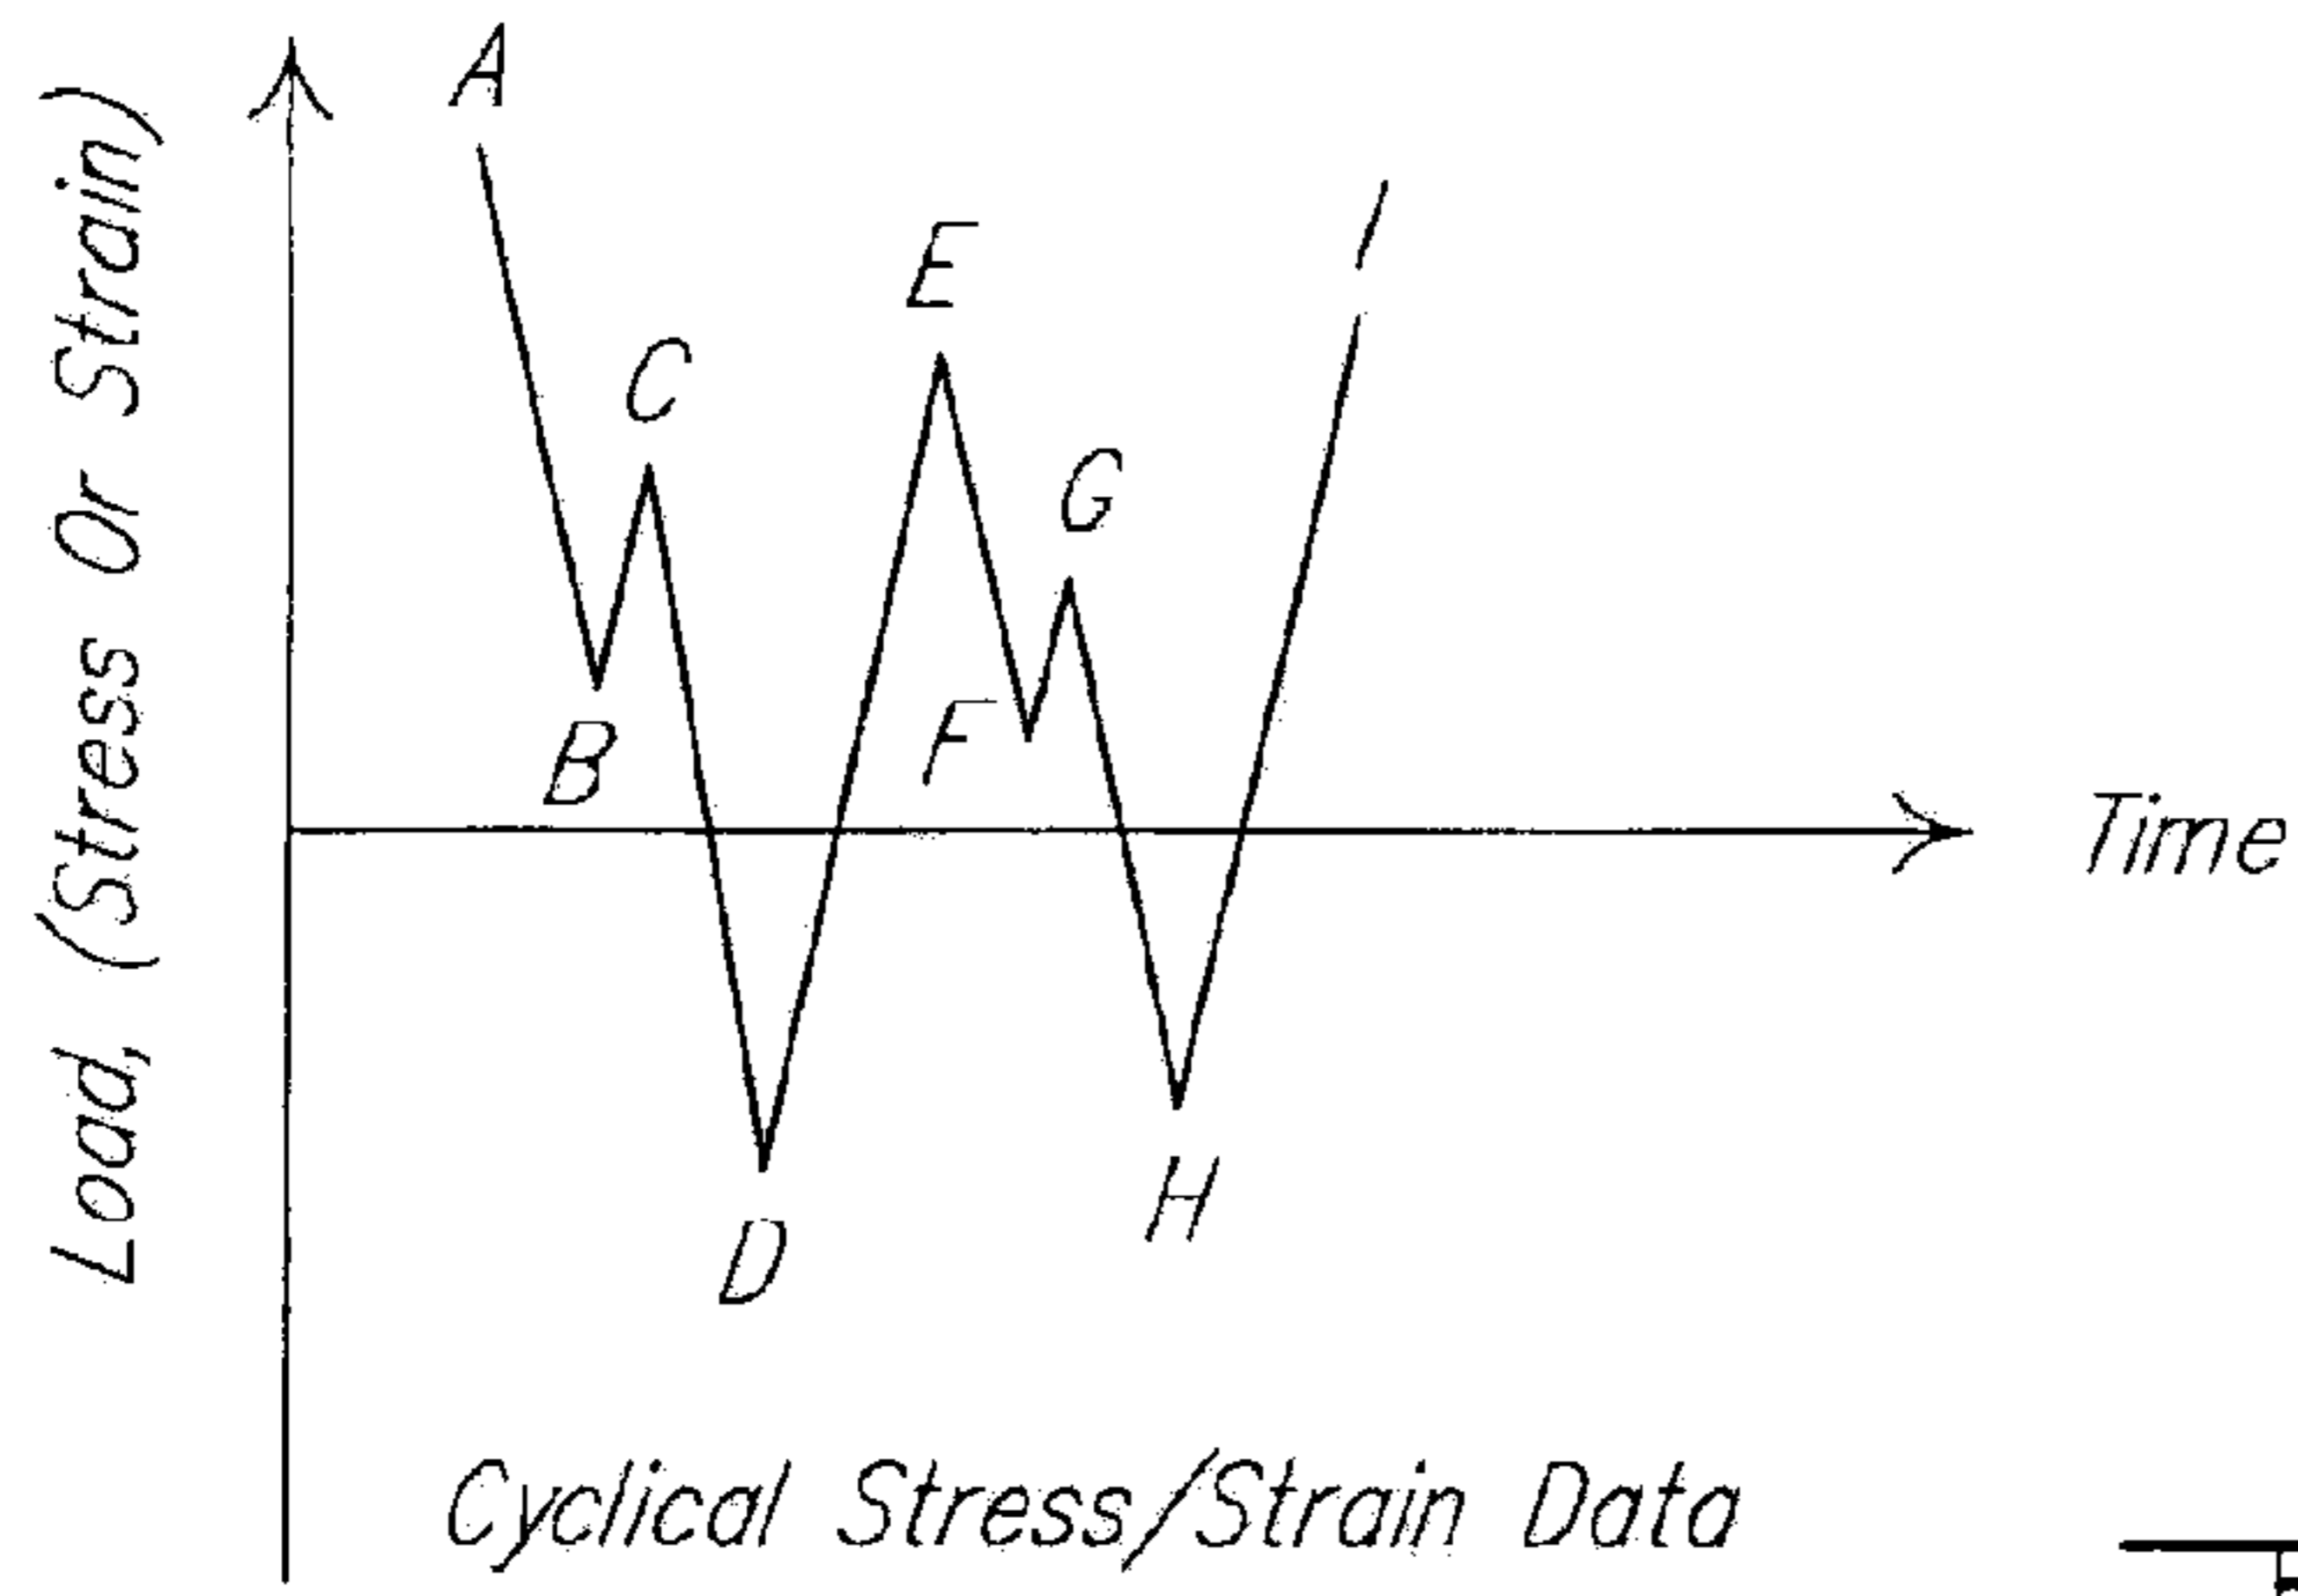 Load, (Stress Or Strain)
A
B
C
D
E
F
G
H
I
Time
Cyclical Stress/Strain Data